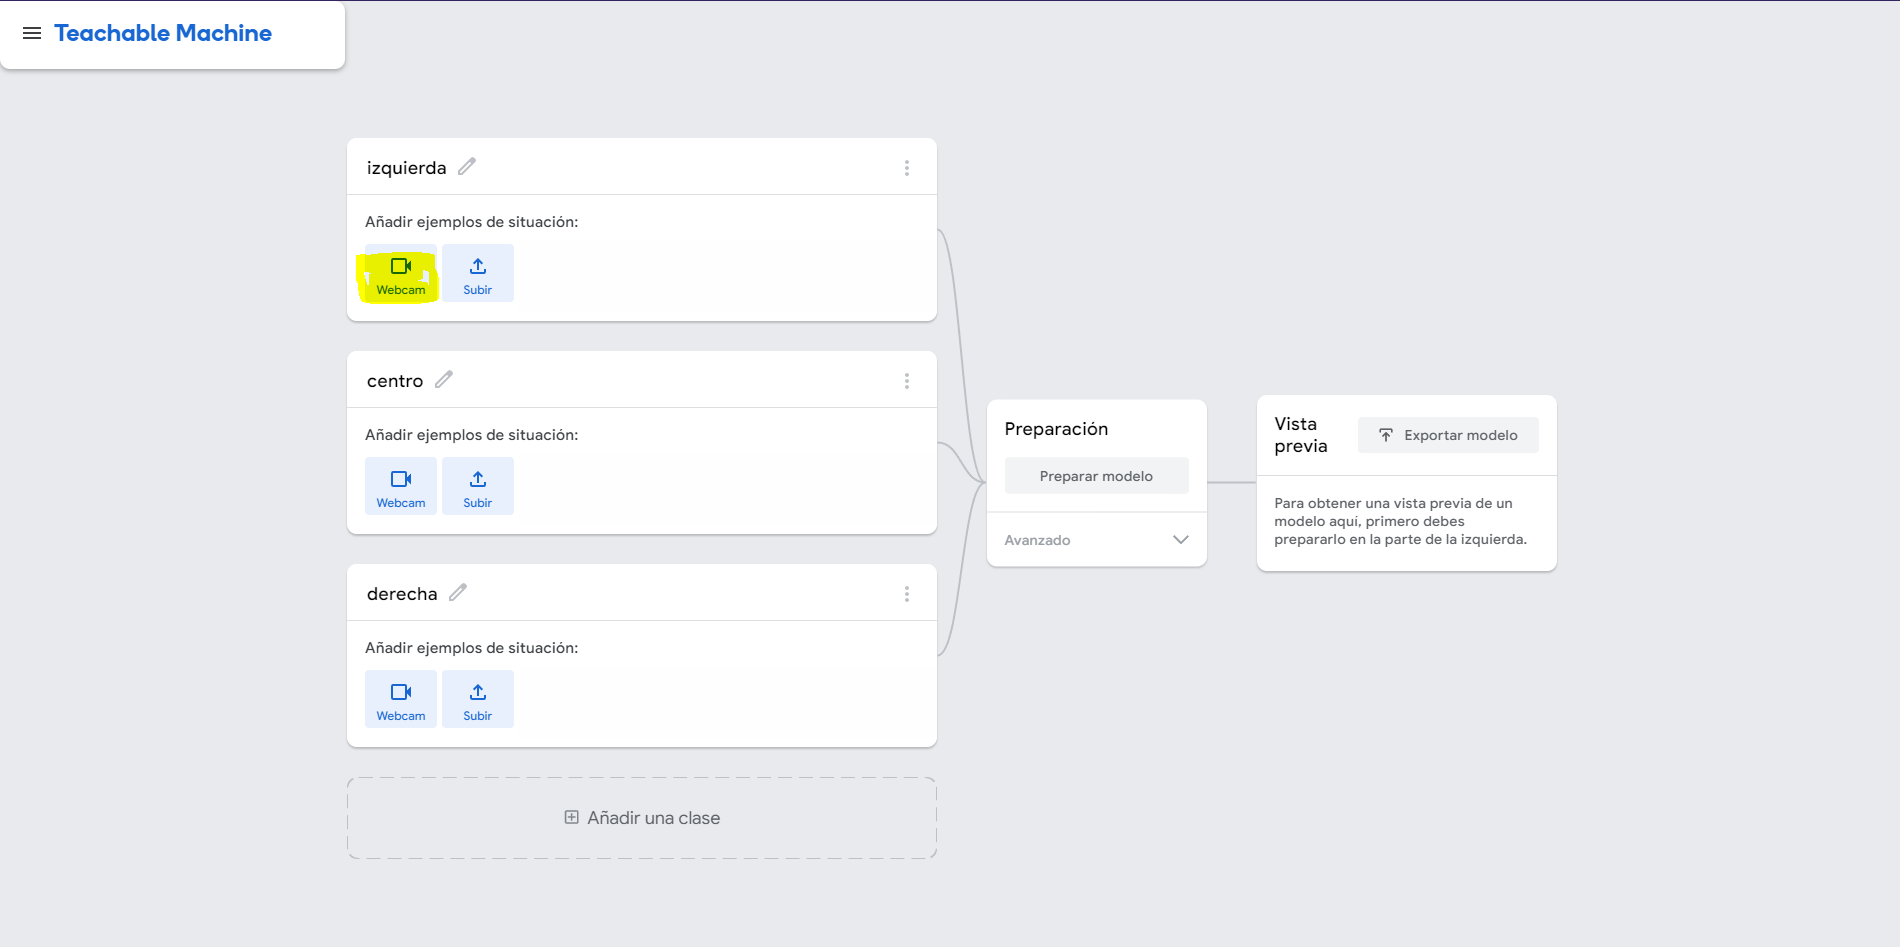 Teachable Machine
izquierda
Añadir ejemplos de situación:
Webcam
Subir
centro
Añadir ejemplos de situación:
Webcam
Subir
derecha
Añadir ejemplos de situación:
Webcam
Subir
Añadir una clase
Preparación
Preparar modelo
Avanzado
Vista
previa
Exportar modelo
Para obtener una vista previa de un
modelo aquí, primero debes
prepararlo en la parte de la izquierda.